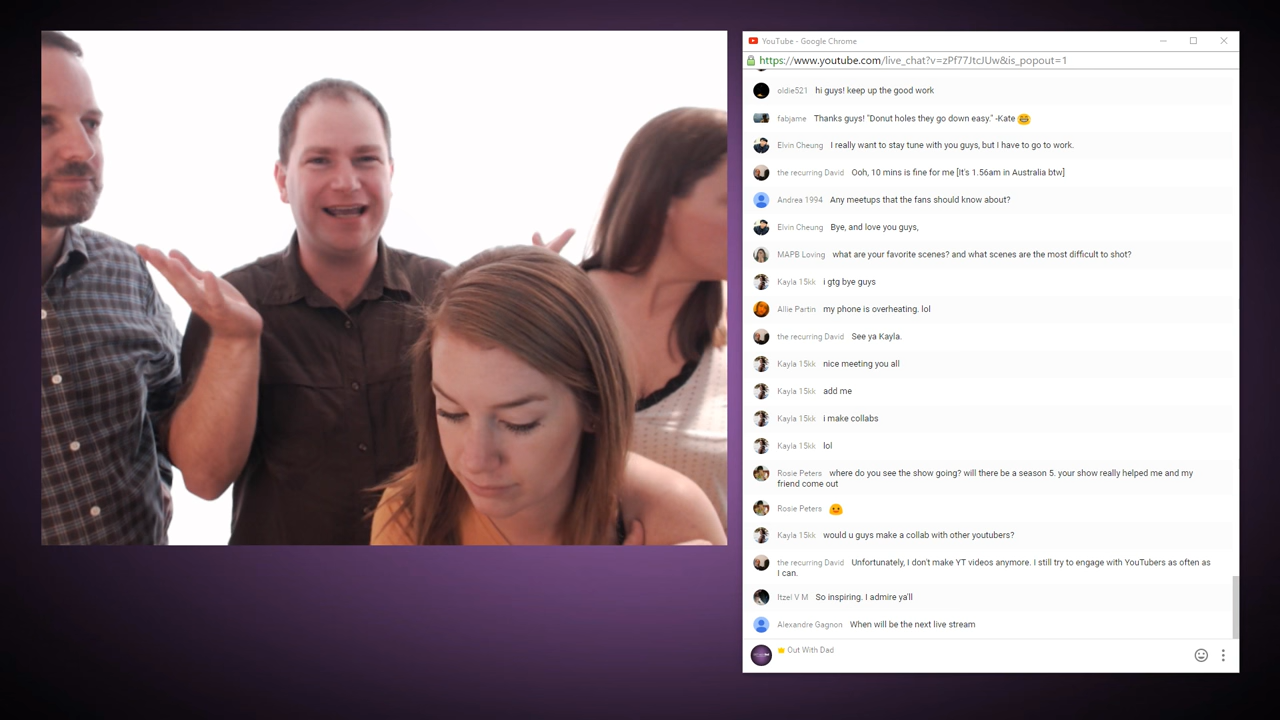 YouTube - Google Chrome
https://www.youtube.com/live_chat?v=zPf77JtcJUw&is_popout=1
oldie521 hi guys! keep up the good work
fabjame Thanks guys! "Donut holes they go down easy." -Kate
Elvin Cheung I really want to stay tune with you guys, but I have to go to work.
the recurring David Ooh, 10 mins is fine for me [It's 1.56am in Australia btw]
Andrea 1994 Any meetups that the fans should know about?
Elvin Cheung Bye, and love you guys,
MAPB Loving what are your favorite scenes? and what scenes are the most difficult to shot?
Kayla 15kk i gtg bye guys
Allie Partin my phone is overheating. lol
the recurring David See ya Kayla.
Kayla 15kk nice meeting you all
Kayla 15kk add me
Kayla 15kk i make collabs
Kayla 15kk lol
Rosie Peters where do you see the show going? will there be a season 5. your show really helped me and my
friend come out
Rosie Peters
Kayla 15kk would u guys make a collab with other youtubers?
the recurring David Unfortunately, I don't make YT videos anymore. I still try to engage with YouTubers as often as
I can.
Itzel V M So inspiring. I admire ya'll
Alexandre Gagnon When will be the next live stream
Out With Dad